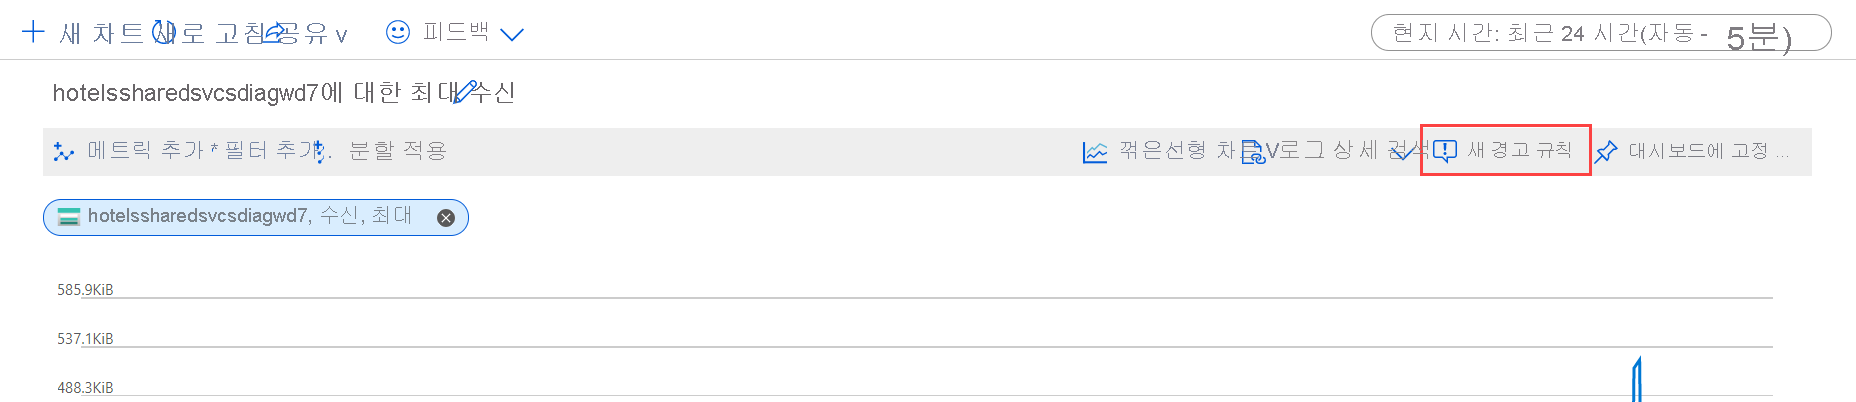 새 차트 새로 고침 공유 v 피드백 현지 시간: 최근 24 시간(자동 - 5분)
hotelssharedsvcsdiagwd7에 대한 최대 수신
메트릭 추가 * 필터 추가 . 분할 적용 꺾은선형 차트 V로그 상세 검색 새 경고 규칙 대시보드에 고정 ...
hotelssharedsvcsdiagwd7, 수신, 최대
585.9KiB
537.1KiB
488.3KiB